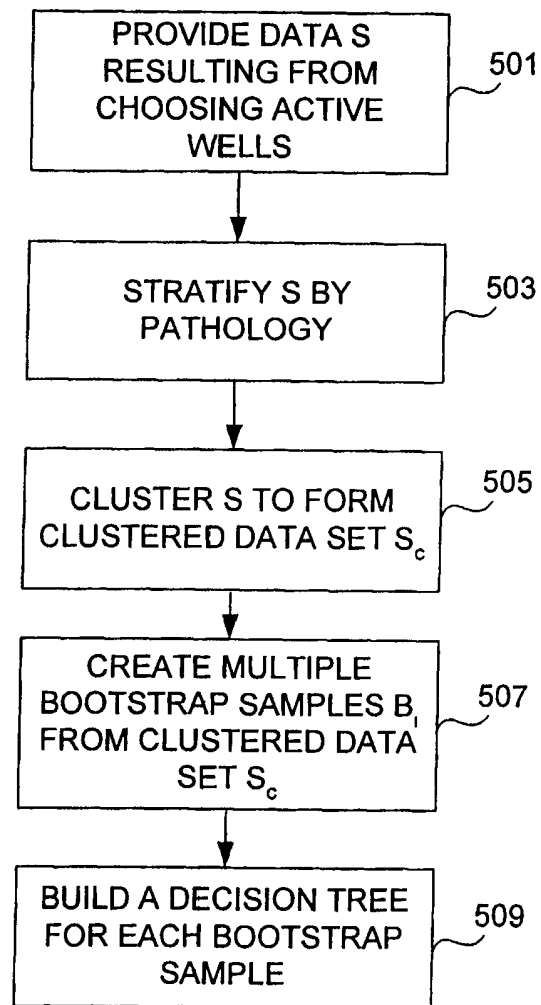 PROVIDE DATA S
RESULTING FROM
CHOOSING ACTIVE
WELLS
501
STRATIFY S BY
PATHOLOGY
503
CLUSTER S TO FORM
CLUSTERED DATA SET Sc
505
CREATE MULTIPLE
BOOTSTRAP SAMPLES BI
FROM CLUSTERED DATA
SET Sc
507
BUILD A DECISION TREE
FOR EACH BOOTSTRAP
SAMPLE
509